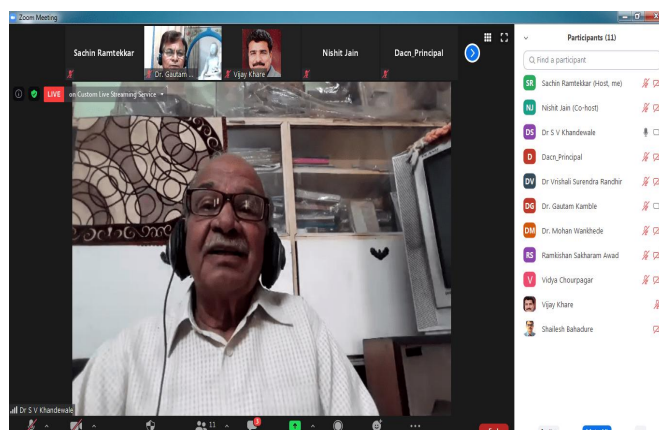 Zoom Meeting
Sachin Ramtekkar
Dr. Gautam ...
Vijay Khare
Nishit Jain
Dacn_Principal
LIVE on Custom Live Streaming Service
Dr S V Khandewale
11
3
Participants (11)
Find a participant
SR Sachin Ramtekkar (Host, me)
NJ Nishit Jain (Co-host)
DS Dr S V Khandewale
D Dacn_Principal
DV Dr Vrishali Surendra Randhir
DG Dr. Gautam Kamble
DM Dr. Mohan Wankhede
RS Ramkishan Sakharam Awad
V Vidya Chourpagar
Vijay Khare
Shailesh Bahadure